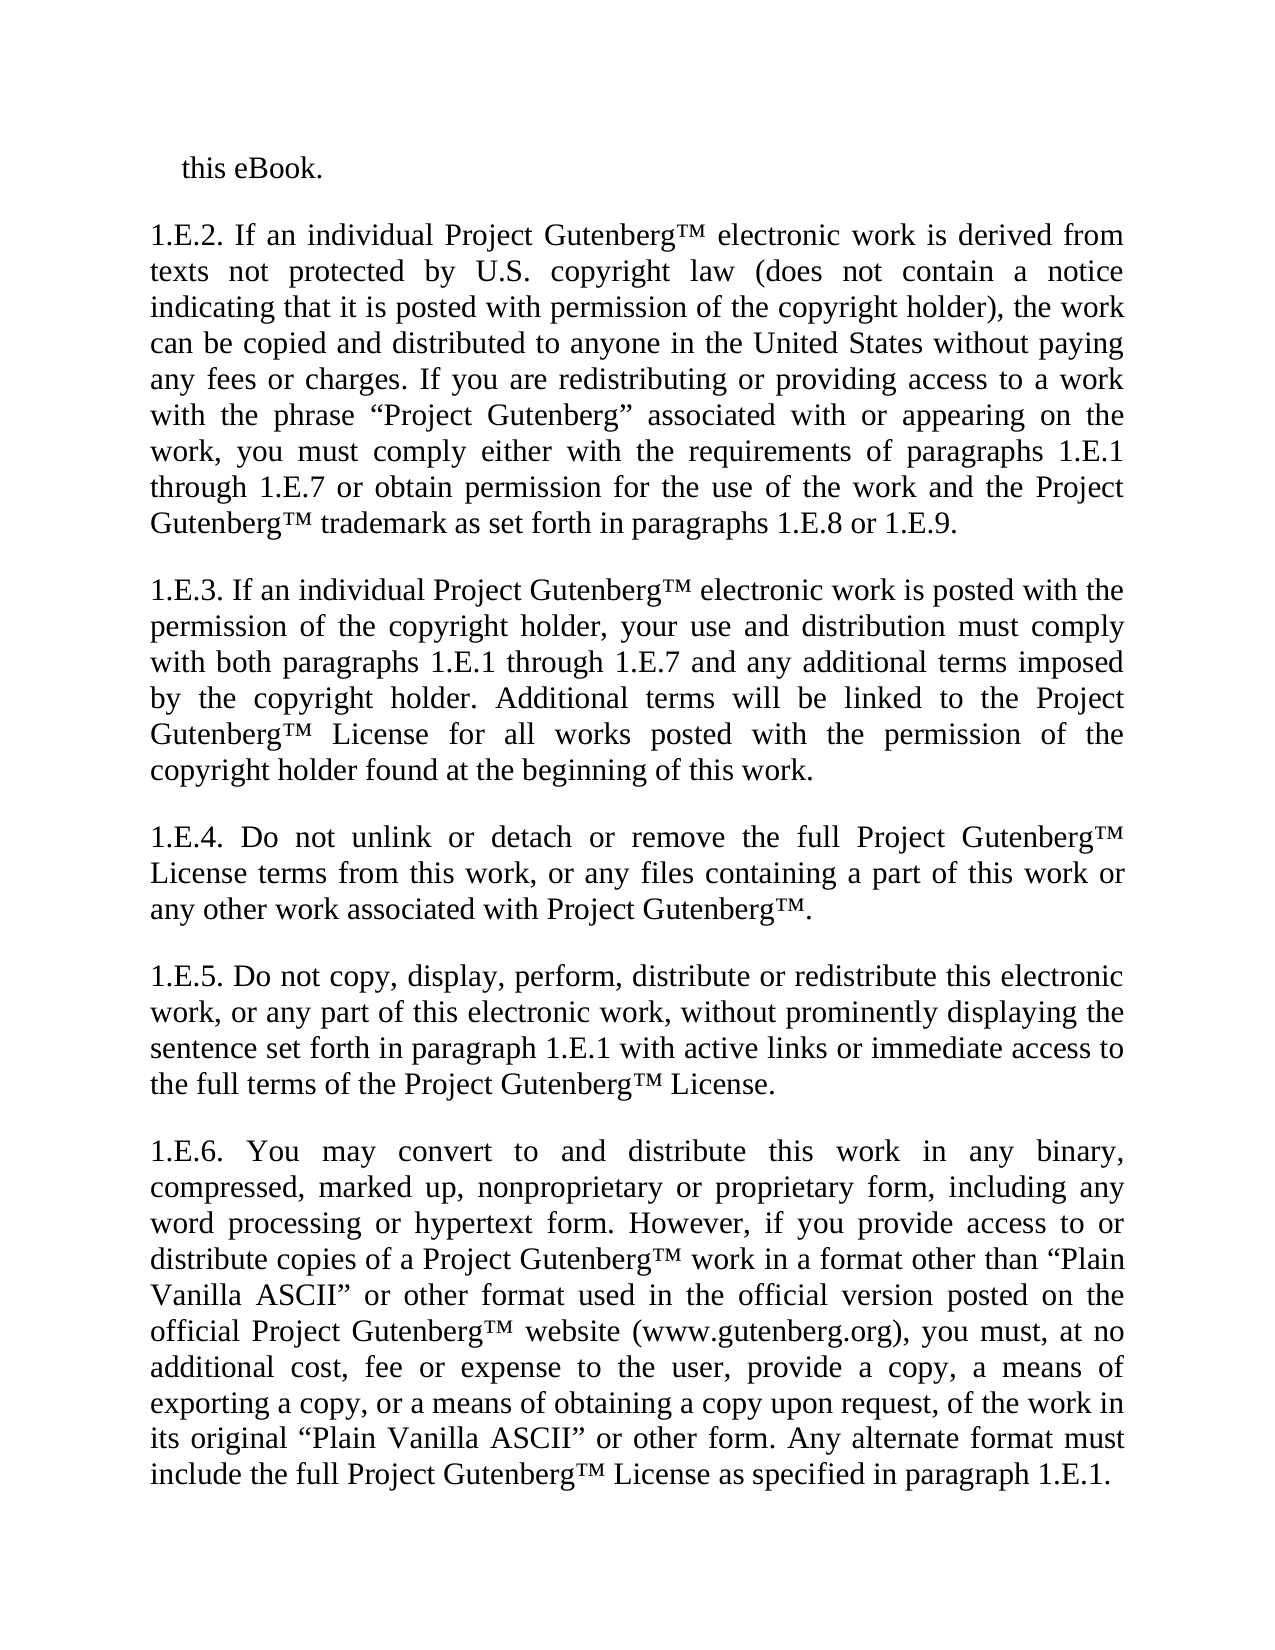 this eBook.
1.E.2. If an individual Project Gutenberg™ electronic work is derived from
texts not protected by U.S. copyright law (does not contain a notice
indicating that it is posted with permission of the copyright holder), the work
can be copied and distributed to anyone in the United States without paying
any fees or charges. If you are redistributing or providing access to a work
with the phrase “Project Gutenberg” associated with or appearing on the
work, you must comply either with the requirements of paragraphs 1.E.1
through 1.E.7 or obtain permission for the use of the work and the Project
Gutenberg™ trademark as set forth in paragraphs 1.E.8 or 1.E.9.
1.E.3. If an individual Project Gutenberg™ electronic work is posted with the
permission of the copyright holder, your use and distribution must comply
with both paragraphs 1.E.1 through 1.E.7 and any additional terms imposed
by the copyright holder. Additional terms will be linked to the Project
Gutenberg™ License for all works posted with the permission of the
copyright holder found at the beginning of this work.
1.E.4. Do not unlink or detach or remove the full Project Gutenberg™
License terms from this work, or any files containing a part of this work or
any other work associated with Project Gutenberg™.
1.E.5. Do not copy, display, perform, distribute or redistribute this electronic
work, or any part of this electronic work, without prominently displaying the
sentence set forth in paragraph 1.E.1 with active links or immediate access to
the full terms of the Project Gutenberg™ License.
1.E.6. You may convert to and distribute this work in any binary,
compressed, marked up, nonproprietary or proprietary form, including any
word processing or hypertext form. However, if you provide access to or
distribute copies of a Project Gutenberg™ work in a format other than “Plain
Vanilla ASCII” or other format used in the official version posted on the
official Project Gutenberg™ website (www.gutenberg.org), you must, at no
additional cost, fee or expense to the user, provide a copy, a means of
exporting a copy, or a means of obtaining a copy upon request, of the work in
its original “Plain Vanilla ASCII” or other form. Any alternate format must
include the full Project Gutenberg™ License as specified in paragraph 1.E.1.